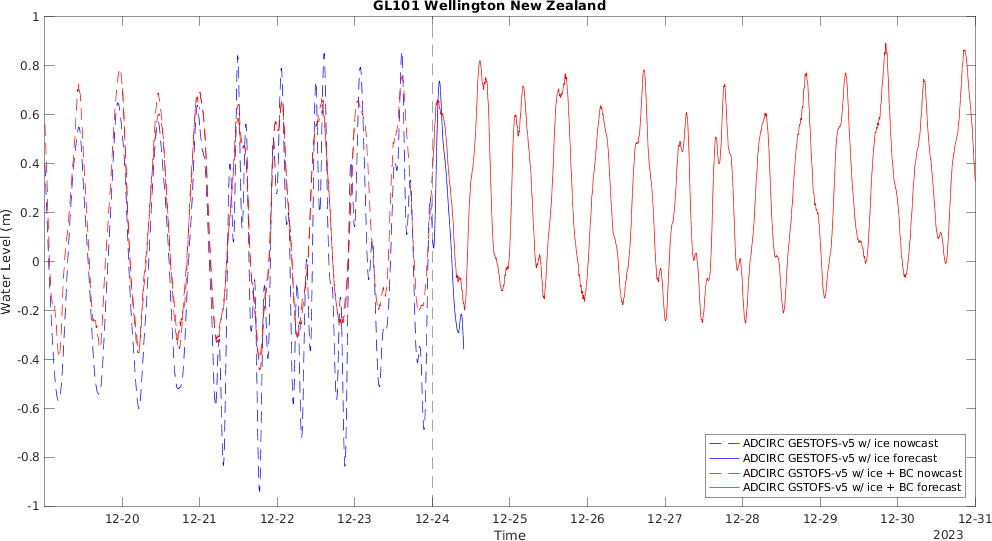 GL101 Wellington New Zealand
Water Level (m)
1
0.8
0.6
0.4
0.2
0
-0.2
-0.4
-0.6
-0.8
-1
ADCIRC GESTOFS-v5 w/ ice nowcast
ADCIRC GESTOFS-v5 w/ ice forecast
ADCIRC GSTOFS-v5 w/ ice + BC nowcast
ADCIRC GSTOFS-v5 w/ ice + BC forecast
12-20 12-21 12-22 12-23 12-24 12-25 12-26 12-27 12-28 12-29 12-30 12-31
Time
2023